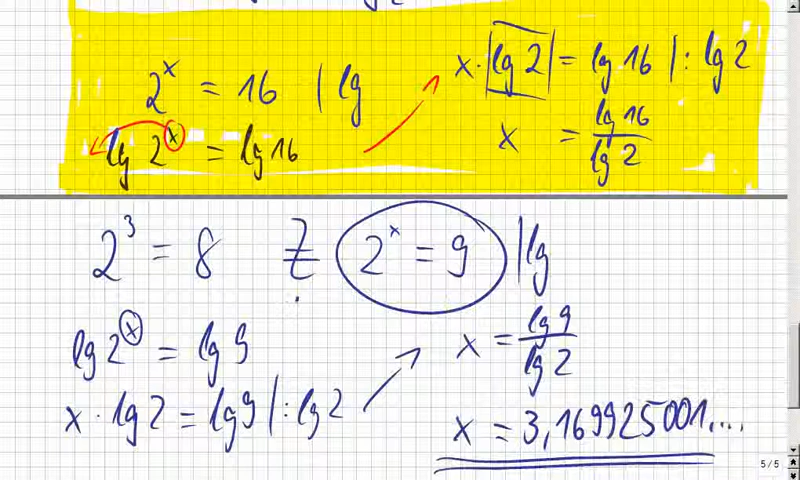 2^x = 16 | lg
lg 2^x = lg 16
x · lg 2 = lg 16 | : lg 2
x = lg 16 / lg 2
2^3 = 8
2^x = 9 | lg
lg 2^x = lg 9
x · lg 2 = lg 9 | : lg 2
x = lg 9 / lg 2
x = 3,169925001....
5/5